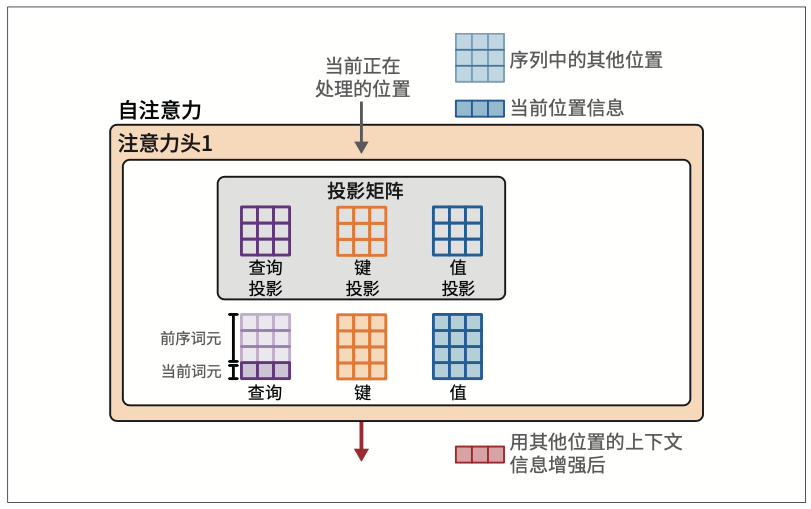 当前正在
处理的位置
序列中的其他位置
当前位置信息
自注意力
注意力头1
投影矩阵
查询
投影
键
投影
值
投影
前序词元
当前词元
查询
键
值
用其他位置的上下文
信息增强后